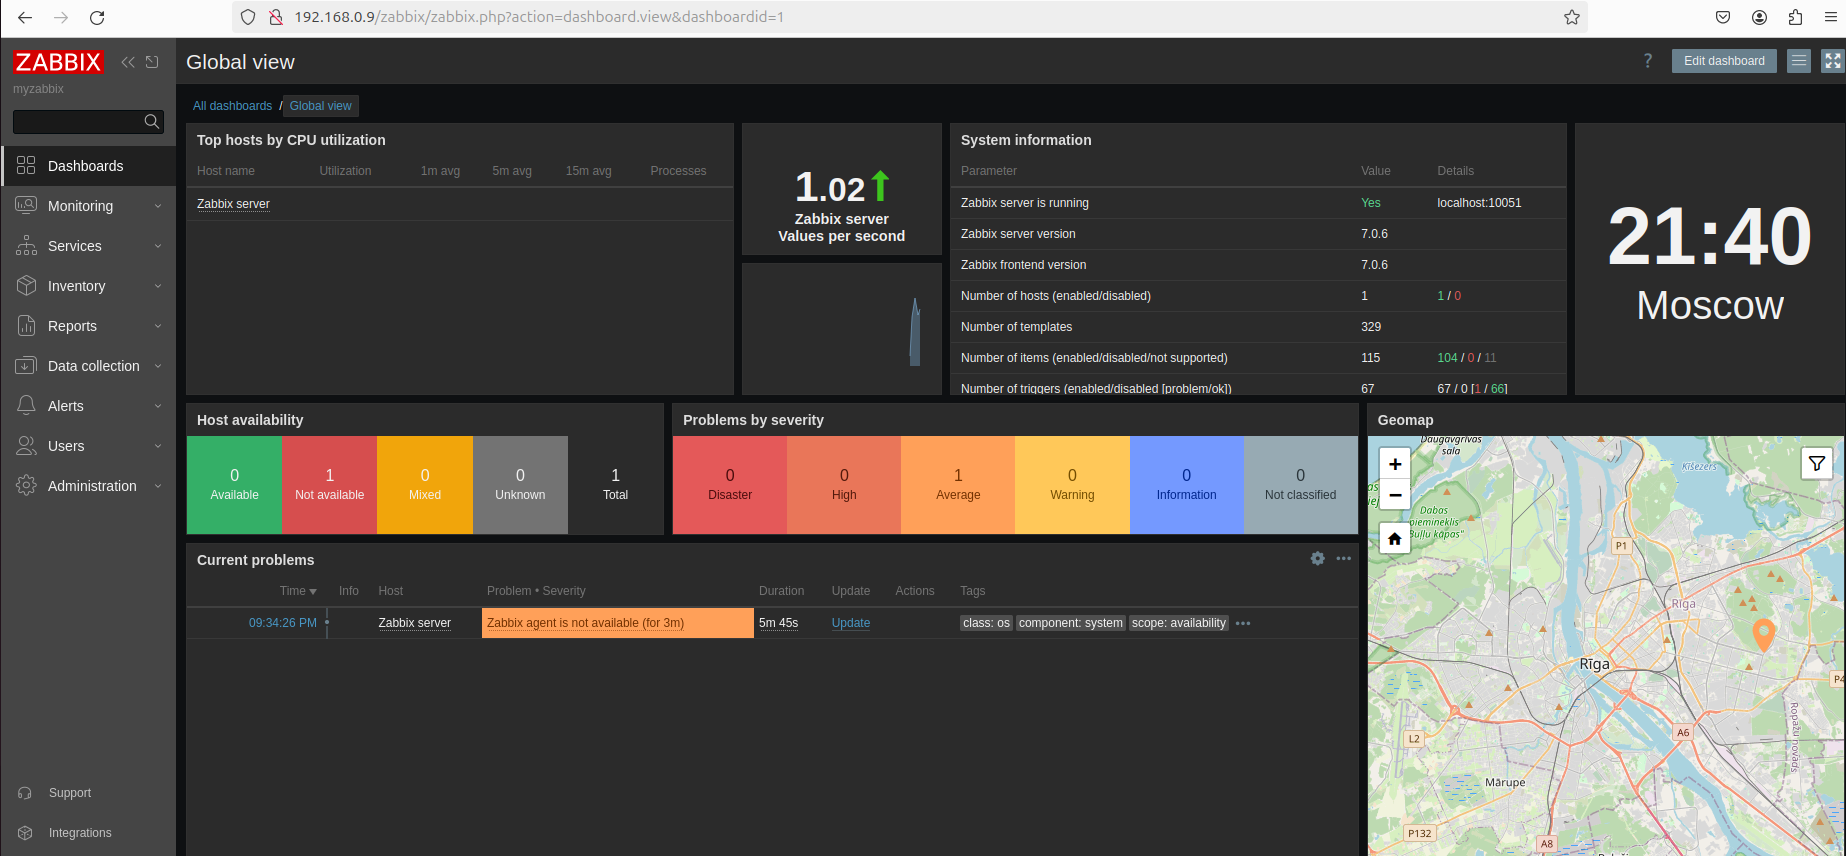 192.168.0.9/zabbix/zabbix.php?action=dashboard.view&dashboardid=1
ZABBIX
myzabbix
Dashboards
Monitoring
Services
Inventory
Reports
Data collection
Alerts
Users
Administration
Support
Integrations
Global view
? Edit dashboard
All dashboards / Global view
Top hosts by CPU utilization
Host name Utilization 1m avg 5m avg 15m avg Processes
Zabbix server
1.02
Zabbix server
Values per second
System information
Parameter Value Details
Zabbix server is running Yes localhost:10051
Zabbix server version 7.0.6
Zabbix frontend version 7.0.6
Number of hosts (enabled/disabled) 1 1 / 0
Number of templates 329
Number of items (enabled/disabled/not supported) 115 104 / 0 / 11
Number of triggers (enabled/disabled [problem/ok]) 67 67 / 0 [1 / 66]
21:40
Moscow
Host availability
0 1 0 0 1
Available Not available Mixed Unknown Total
Problems by severity
0 0 1 0 0 0
Disaster High Average Warning Information Not classified
Current problems
Time Info Host Problem • Severity Duration Update Actions Tags
09:34:26 PM Zabbix server Zabbix agent is not available (for 3m) 5m 45s Update class: os component: system scope: availability
Geomap
+
−
Daugavgrīvas
sala
Ķīšezers
Dabas
piemineklis
"Buļļu kāpas"
P1
Rīga
Rīga
P4
Ropažu novads
L2
A6
Mārupe
P132
A8